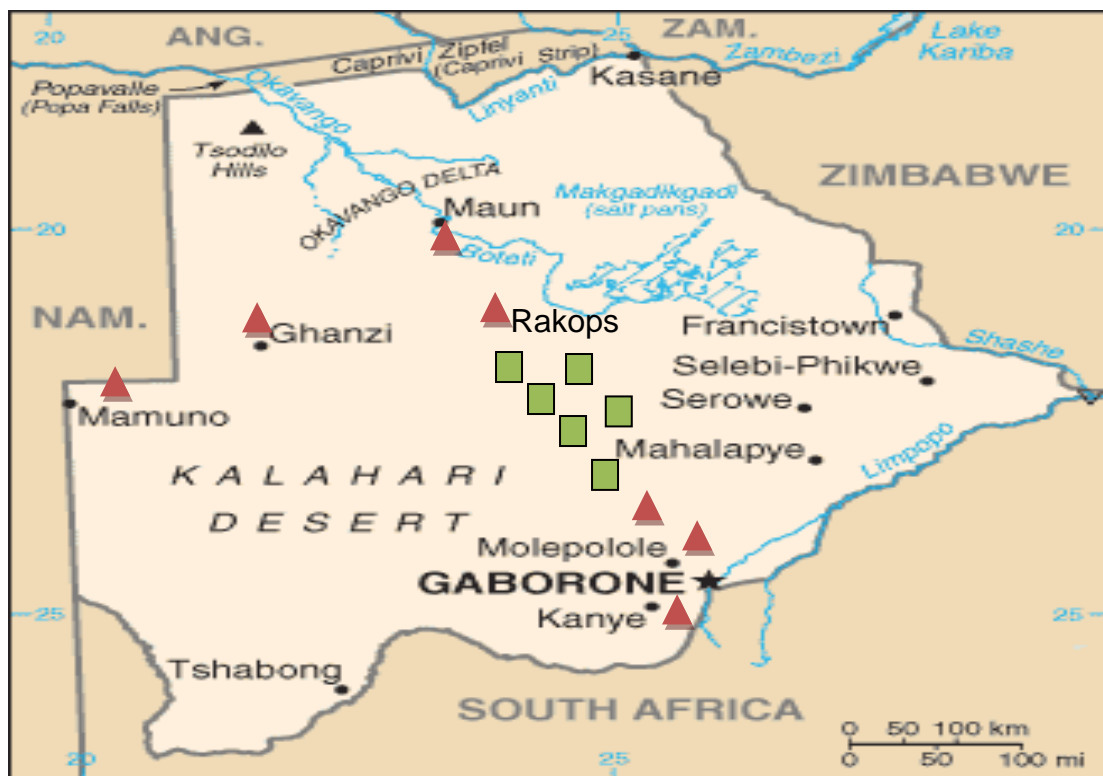 20
ANG.
25
ZAM.
Lake
Kariba
Caprivi Zipfel
(Caprivi Strip)
Zambezi
Popavalle
(Popa Falls)
Okavango
Linyanti
Kasane
Tsodilo
Hills
OKAVANGO DELTA
Makgadikgadi
(salt pans)
ZIMBABWE
20
Maun
20
Boteti
NAM.
Ghanzi
Rakops
Francistown
Shashe
Selebi-Phikwe
Mamuno
Serowe
Mahalapye
Limpopo
KALAHARI
DESERT
Molepolole
GABORONE
25
Kanye
25
Tshabong
SOUTH AFRICA
0 50 100 km
0 50 100 mi
20
25